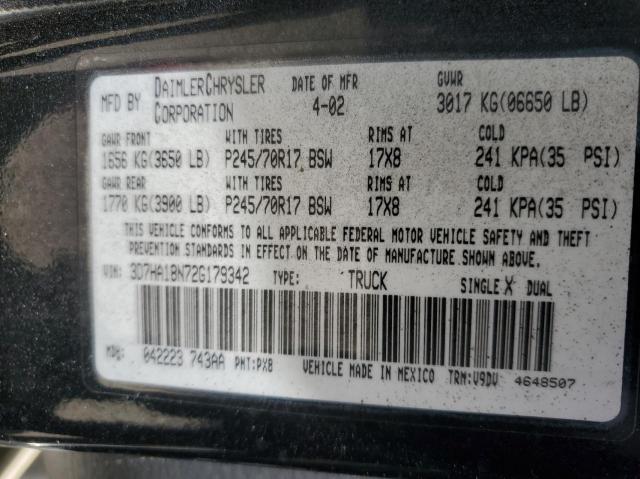 MFD BY DAIMLERCHRYSLER CORPORATION DATE OF MFR 4-02 GVWR 3017 KG(06650 LB)
GAWR FRONT WITH TIRES RIMS AT COLD
1656 KG(3650 LB) P245/70R17 BSW 17X8 241 KPA(35 PSI)
GAWR REAR WITH TIRES RIMS AT COLD
1770 KG(3900 LB) P245/70R17 BSW 17X8 241 KPA(35 PSI)
THIS VEHICLE CONFORMS TO ALL APPLICABLE FEDERAL MOTOR VEHICLE SAFETY AND THEFT
PREVENTION STANDARDS IN EFFECT ON THE DATE OF MANUFACTURE SHOWN ABOVE.
VIN: 3D7HA18N72G179342 TYPE: TRUCK SINGLE X DUAL
MDH: 042223 743AA PNT:PX8 VEHICLE MADE IN MEXICO TRM:V9DV 4648507